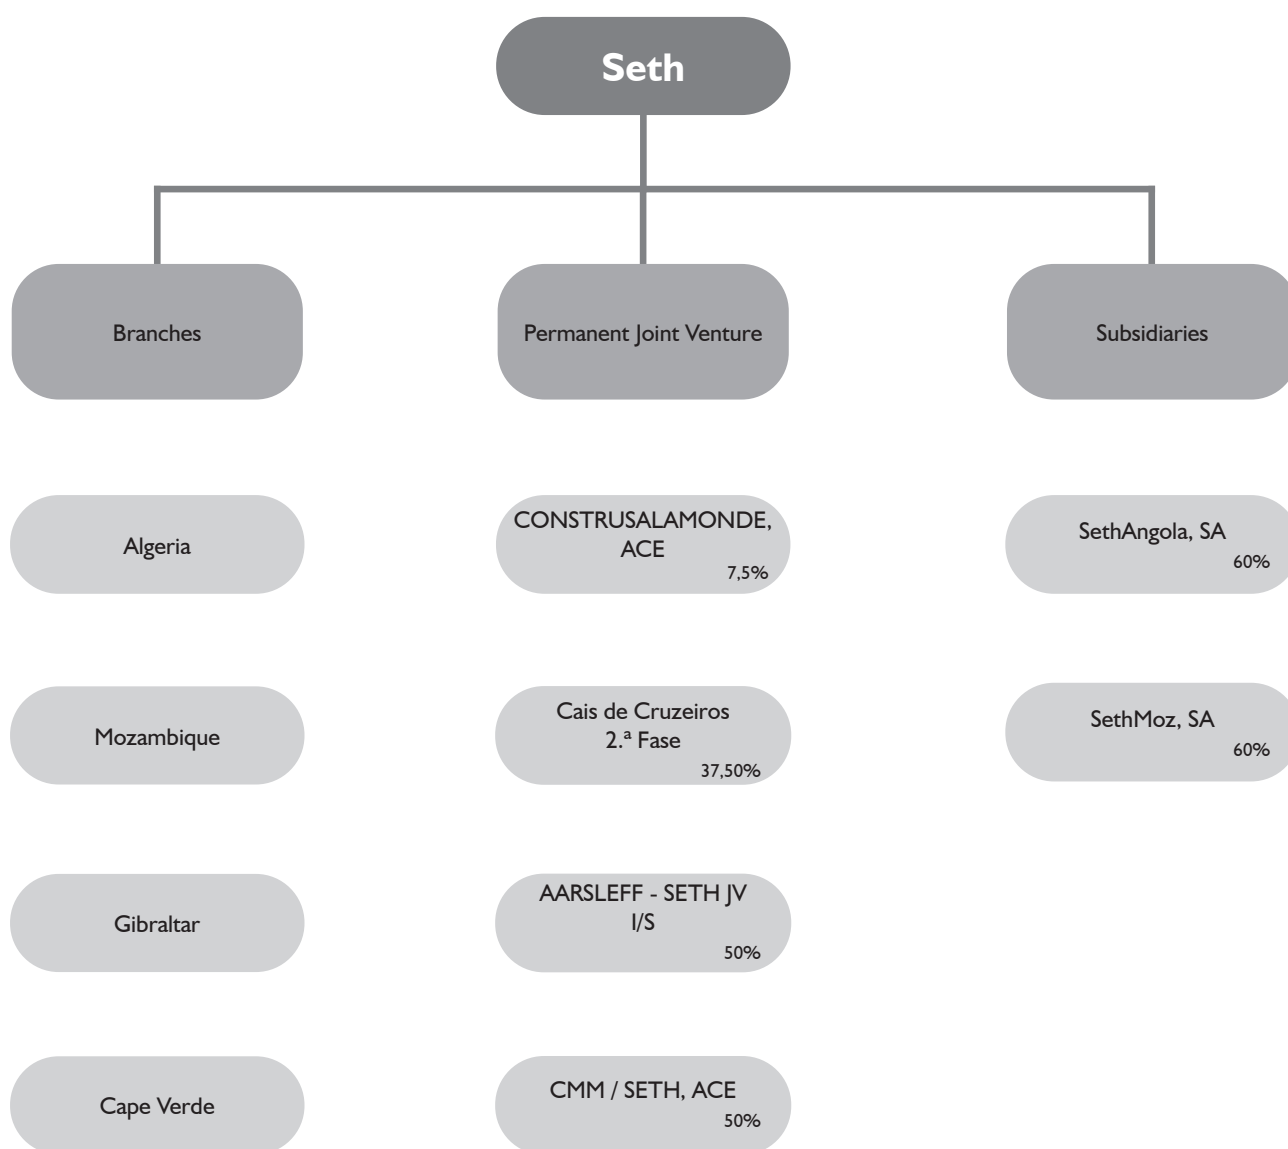 Seth
Branches
Permanent Joint Venture
Subsidiaries
Algeria
CONSTRUSALAMONDE,
ACE
7,5%
SethAngola, SA
60%
Mozambique
Cais de Cruzeiros
2.ª Fase
37,50%
SethMoz, SA
60%
Gibraltar
AARSLEFF - SETH JV
I/S
50%
Cape Verde
CMM / SETH, ACE
50%